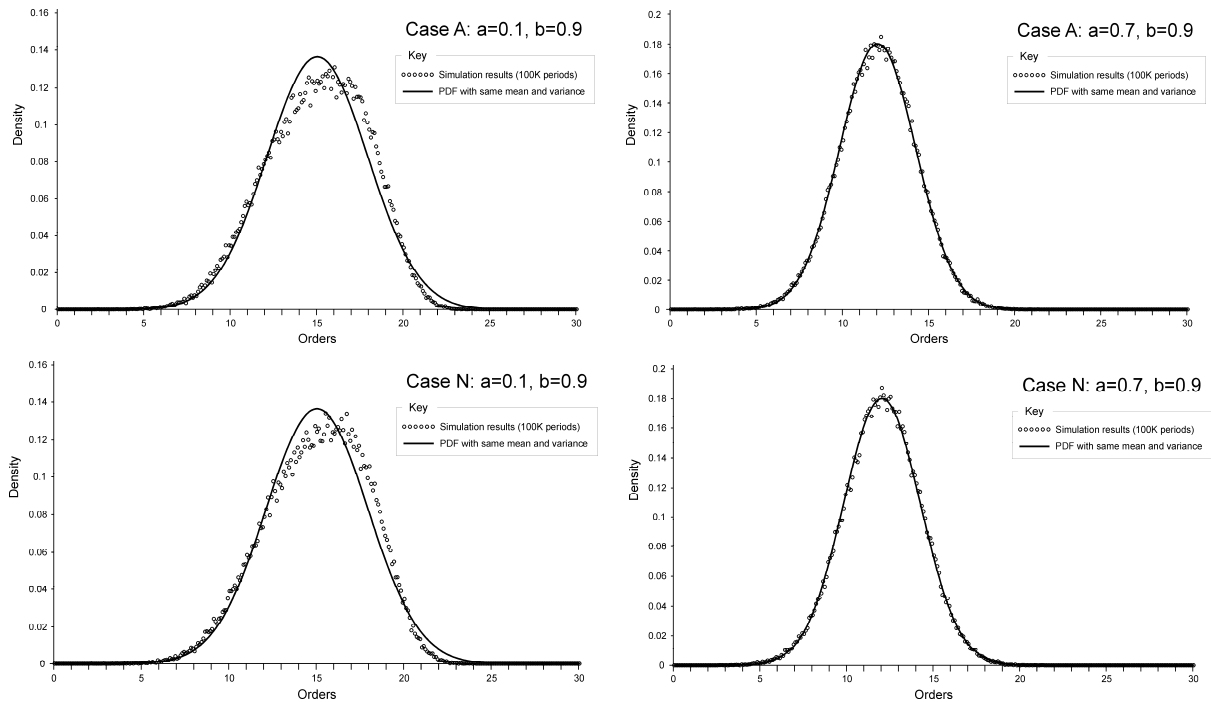 Case A: a=0.1, b=0.9
Key
Simulation results (100K periods)
PDF with same mean and variance
Density
0.16
0.14
0.12
0.1
0.08
0.06
0.04
0.02
0
0 5 10 15 20 25 30
Orders
Case A: a=0.7, b=0.9
Key
Simulation results (100K periods)
PDF with same mean and variance
Density
0.2
0.18
0.16
0.14
0.12
0.1
0.08
0.06
0.04
0.02
0
0 5 10 15 20 25 30
Orders
Case N: a=0.1, b=0.9
Key
Simulation results (100K periods)
PDF with same mean and variance
Density
0.16
0.14
0.12
0.1
0.08
0.06
0.04
0.02
0
0 5 10 15 20 25 30
Orders
Case N: a=0.7, b=0.9
Key
Simulation results (100K periods)
PDF with same mean and variance
Density
0.2
0.18
0.16
0.14
0.12
0.1
0.08
0.06
0.04
0.02
0
0 5 10 15 20 25 30
Orders